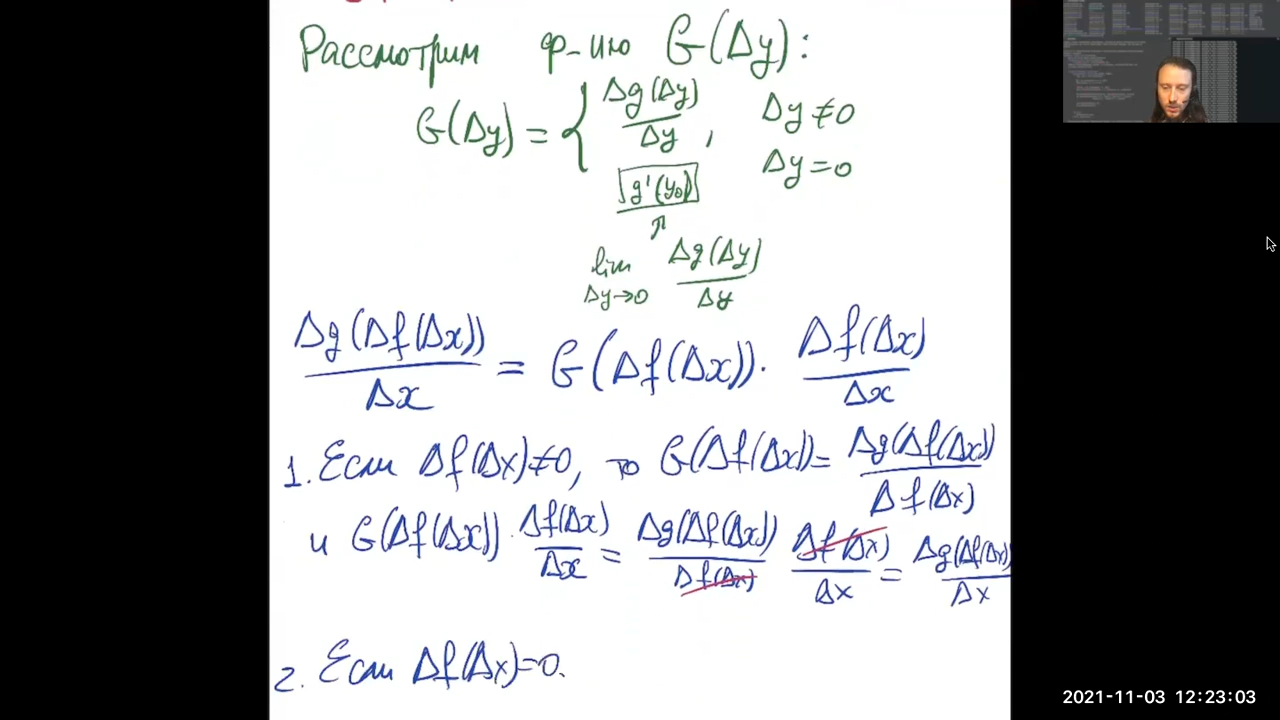 Рассмотрим ф-ию G(Δy):
G(Δy) = { Δg(Δy)/Δy, Δy ≠ 0
g'(y₀) Δy = 0
↑
lim Δy→0 Δg(Δy)/Δy
Δg(Δf(Δx))/Δx = G(Δf(Δx)) · Δf(Δx)/Δx
1. Если Δf(Δx)≠0, то G(Δf(Δx)) = Δg(Δf(Δx))/Δf(Δx)
и G(Δf(Δx)) · Δf(Δx)/Δx = Δg(Δf(Δx))/Δf(Δx) Δf(Δx)/Δx = Δg(Δf(Δx))/Δx
2. Если Δf(Δx)=0.
2021-11-03 12:23:03